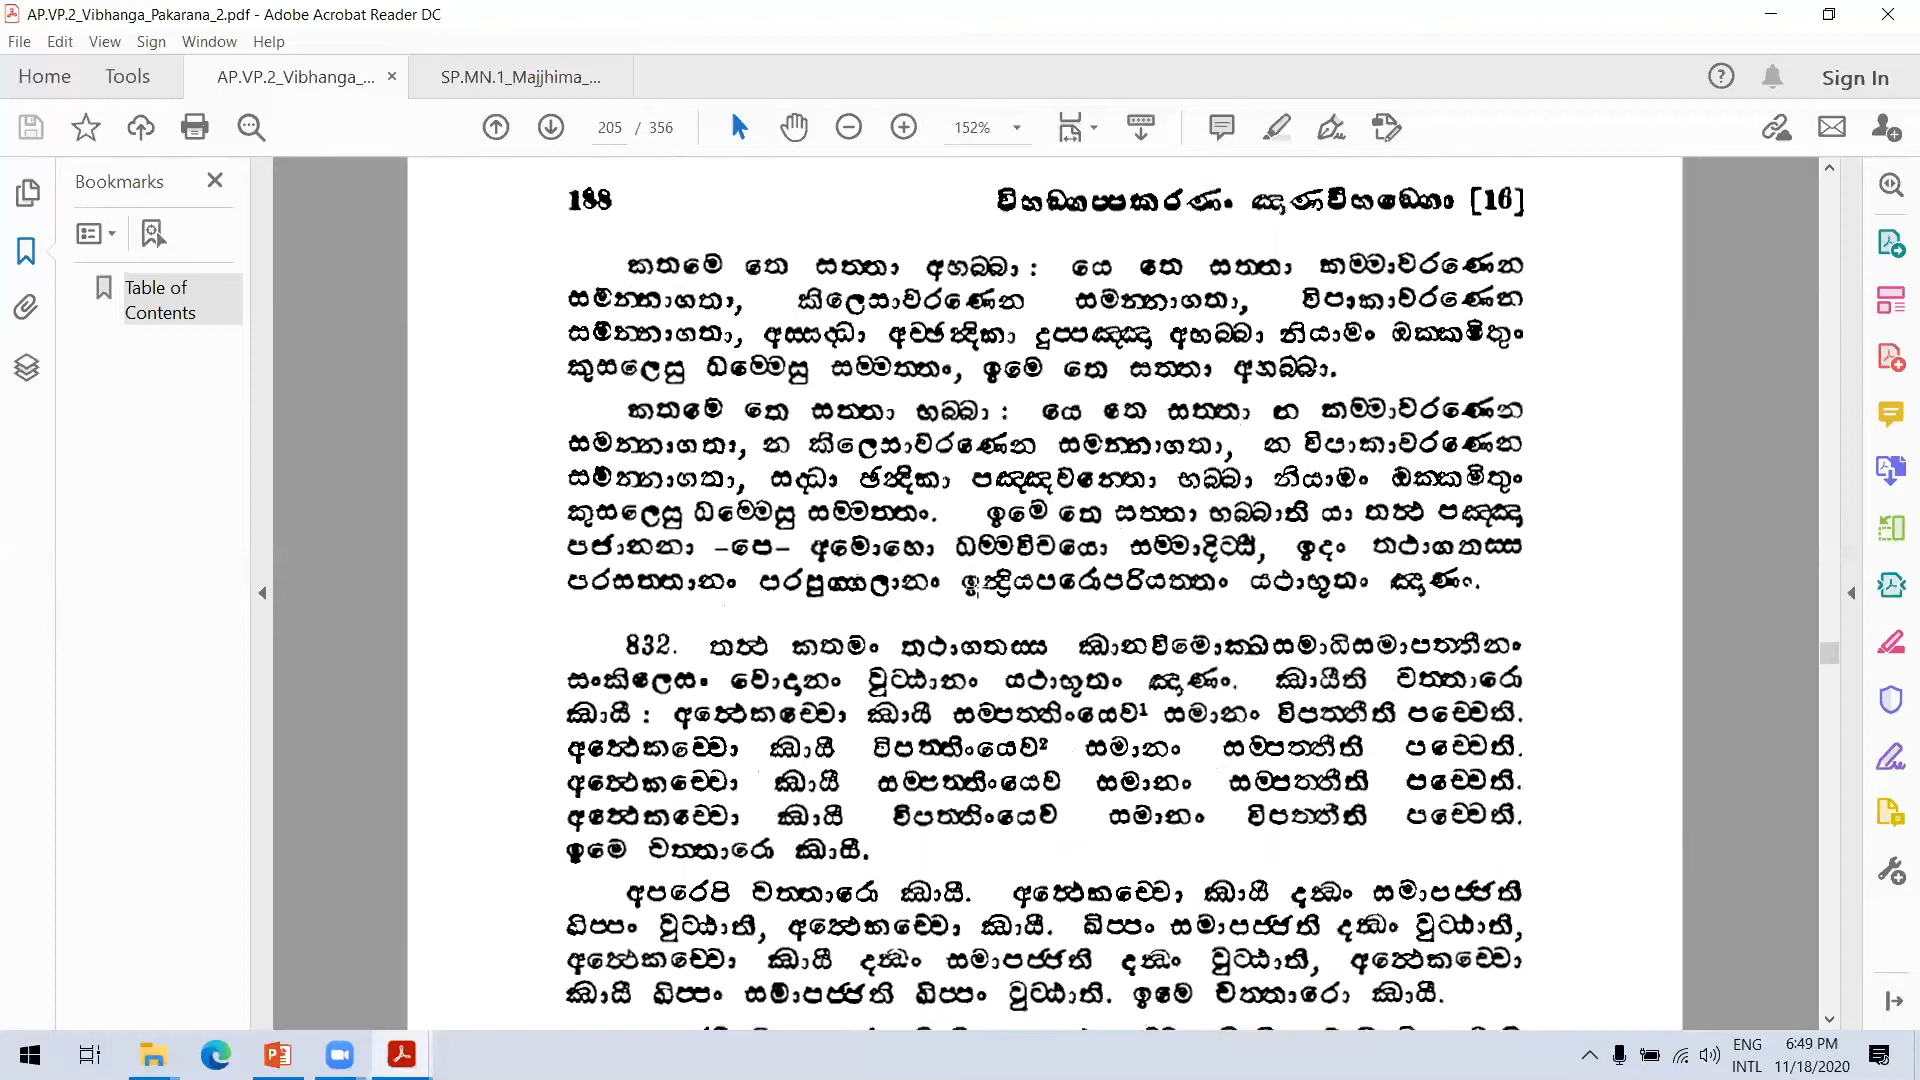 AP.VP.2_Vibhanga_Pakarana_2.pdf - Adobe Acrobat Reader DC
File Edit View Sign Window Help
Home Tools AP.VP.2_Vibhanga_... SP.MN.1_Majjhima_... Sign In
205 / 356 152%
Bookmarks
Table of
Contents
188 විභඞ්ගප්පකරණං ඤාණවිභඞ්ගො [16]
කතමෙ තෙ සත්තා අභබ්බා : යෙ තෙ සත්තා කම්මාවරණෙන
සමන්නාගතා, කිලෙසාවරණෙන සමන්නාගතා, විපාකාවරණෙන
සමන්නාගතා, අස්සද්ධා අච්ඡන්දිකා දුප්පඤ්ඤා අභබ්බා නියාමං ඔක්කමිතුං
කුසලෙසු ධම්මෙසු සම්මත්තං, ඉමෙ තෙ සත්තා අභබ්බා.
කතමෙ තෙ සත්තා භබ්බා : යෙ තෙ සත්තා න කම්මාවරණෙන
සමන්නාගතා, න කිලෙසාවරණෙන සමන්නාගතා, න විපාකාවරණෙන
සමන්නාගතා, සද්ධා ඡන්දිකා පඤ්ඤවන්තො භබ්බා නියාමං ඔක්කමිතුං
කුසලෙසු ධම්මෙසු සම්මත්තං. ඉමෙ තෙ සත්තා භබ්බාති යා තත්ථ පඤ්ඤා
පජානනා –පෙ– අමොහො ධම්මවිචයො සම්මාදිට්ඨි, ඉදං තථාගතස්ස
පරසත්තානං පරපුග්ගලානං ඉන්ද්‍රියපරොපරියත්තං යථාභූතං ඤාණං.
832. තත්ථ කතමං තථාගතස්ස ඣානවිමොක්ඛසමාධිසමාපත්තීනං
සංකිලෙසං වොදානං වුට්ඨානං යථාභූතං ඤාණං. ඣායීති චත්තාරො
ඣායී : අත්ථෙකච්චො ඣායී සම්පත්තිංයෙව¹ සමානං විපත්තීති පච්චෙති.
අත්ථෙකච්චො ඣායී විපත්තිංයෙව² සමානං සම්පත්තීති පච්චෙති.
අත්ථෙකච්චො ඣායී සම්පත්තිංයෙව සමානං සම්පත්තීති පච්චෙති.
අත්ථෙකච්චො ඣායී විපත්තිංයෙව සමානං විපත්තීති පච්චෙති.
ඉමෙ චත්තාරො ඣායී.
අපරෙපි චත්තාරො ඣායී. අත්ථෙකච්චො ඣායී දන්ධං සමාපජ්ජති
ඛිප්පං වුට්ඨාති, අත්ථෙකච්චො ඣායී. ඛිප්පං සමාපජ්ජති දන්ධං වුට්ඨාති,
අත්ථෙකච්චො ඣායී දන්ධං සමාපජ්ජති දන්ධං වුට්ඨාති, අත්ථෙකච්චො
ඣායී ඛිප්පං සමාපජ්ජති ඛිප්පං වුට්ඨාති. ඉමෙ චත්තාරො ඣායී.
ENG 6:49 PM
INTL 11/18/2020